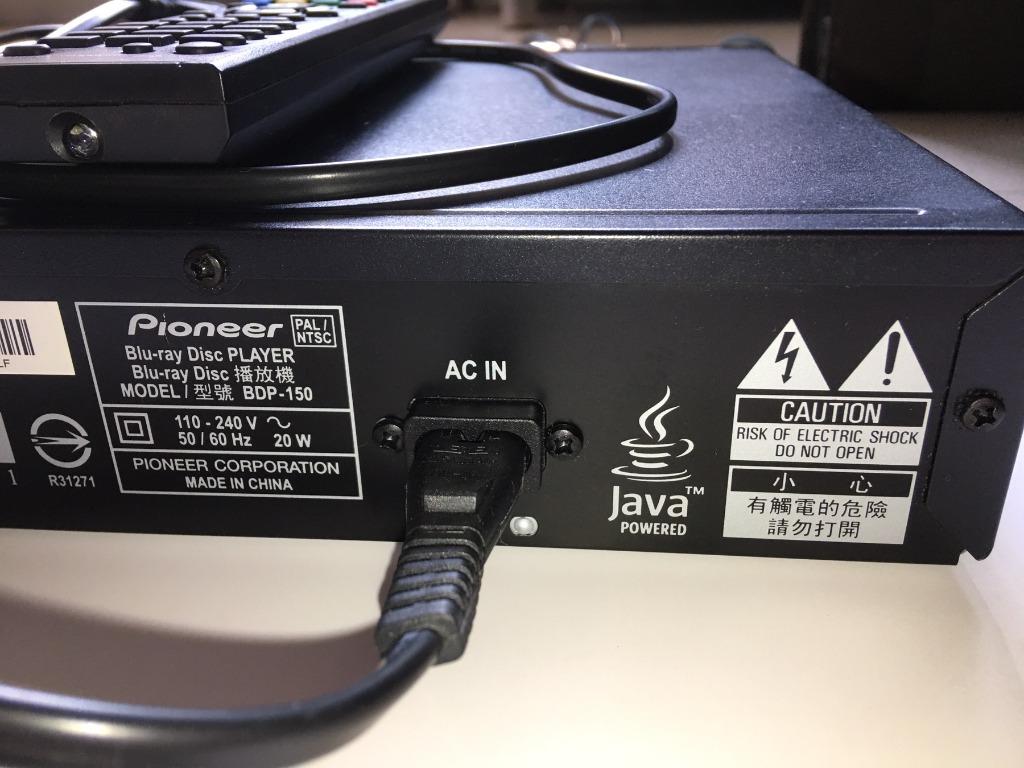 LF
1
R31271
Pioneer
PAL /
NTSC
Blu-ray Disc PLAYER
Blu-ray Disc 播放機
MODEL / 型號 BDP-150
110 - 240 V ~
50 / 60 Hz 20 W
PIONEER CORPORATION
MADE IN CHINA
AC IN
Java™
POWERED
CAUTION
RISK OF ELECTRIC SHOCK
DO NOT OPEN
小 心
有觸電的危險
請勿打開